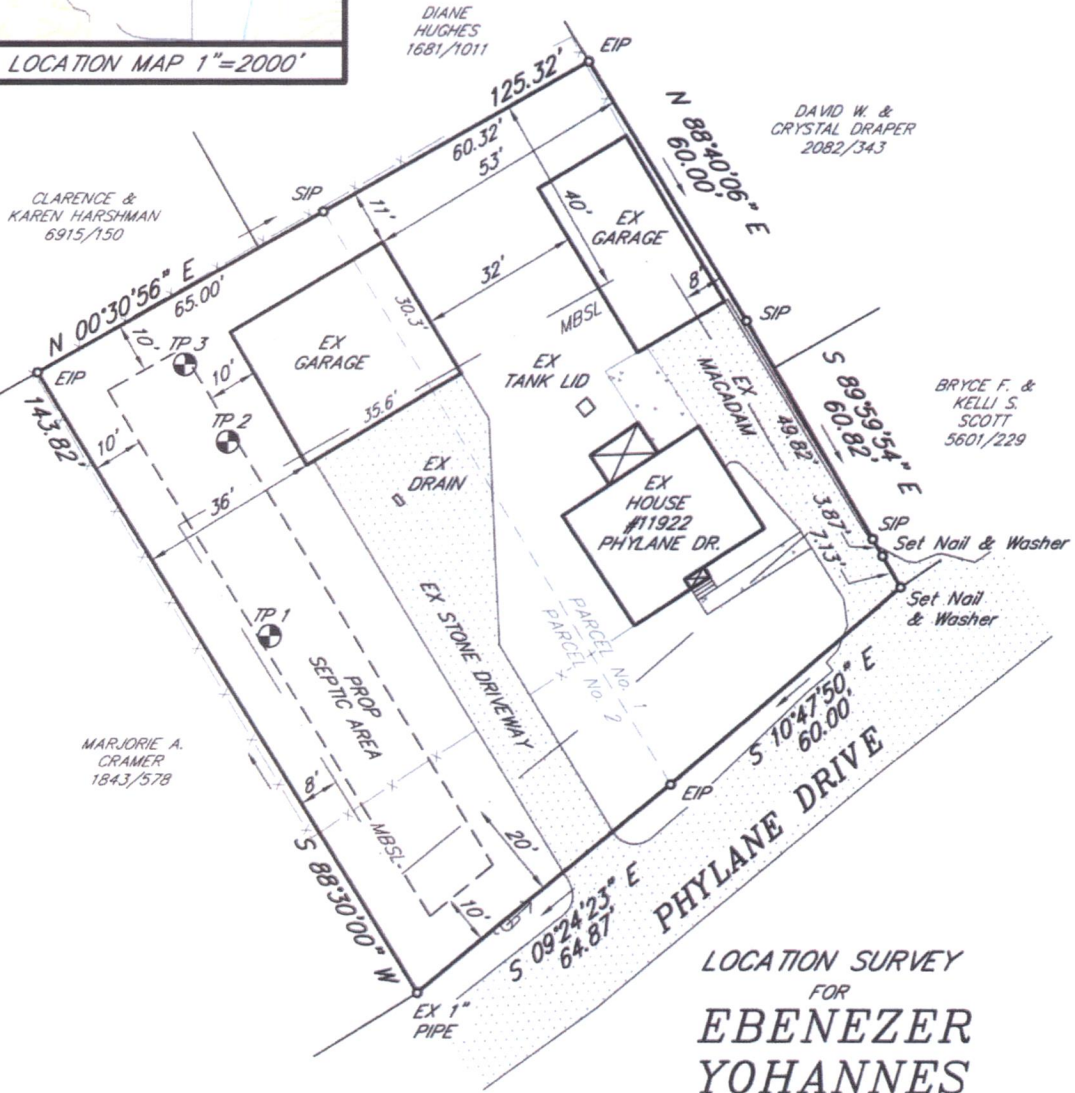 LOCATION MAP 1"=2000'
DIANE
HUGHES
1681/1011
EIP
125.32'
60.32'
53'
N 88°40'06" E
60.00'
DAVID W. &
CRYSTAL DRAPER
2082/343
CLARENCE &
KAREN HARSHMAN
6915/150
SIP
11'
40'
EX
GARAGE
N 00°30'56" E
65.00'
32'
8'
30.3'
MBSL
SIP
10'
TP 3
EIP
EX
GARAGE
10'
EX
TANK LID
EX
MACADAM
S 89°59'54" E
60.82'
49.82'
BRYCE F. &
KELLI S.
SCOTT
5601/229
143.82'
10'
TP 2
35.6'
36'
EX
DRAIN
EX
HOUSE
#11922
PHYLANE DR.
3.87'
7.13'
SIP
Set Nail & Washer
Set Nail
& Washer
TP 1
EX STONE DRIVEWAY
PARCEL No. 1
PARCEL No. 2
PROP
SEPTIC AREA
S 10°47'50" E
60.00'
MARJORIE A.
CRAMER
1843/578
EIP
8'
MBSL
20'
PHYLANE DRIVE
S 88°30'00" W
10'
S 09°24'23" E
64.87'
EX 1"
PIPE
LOCATION SURVEY
FOR
EBENEZER
YOHANNES